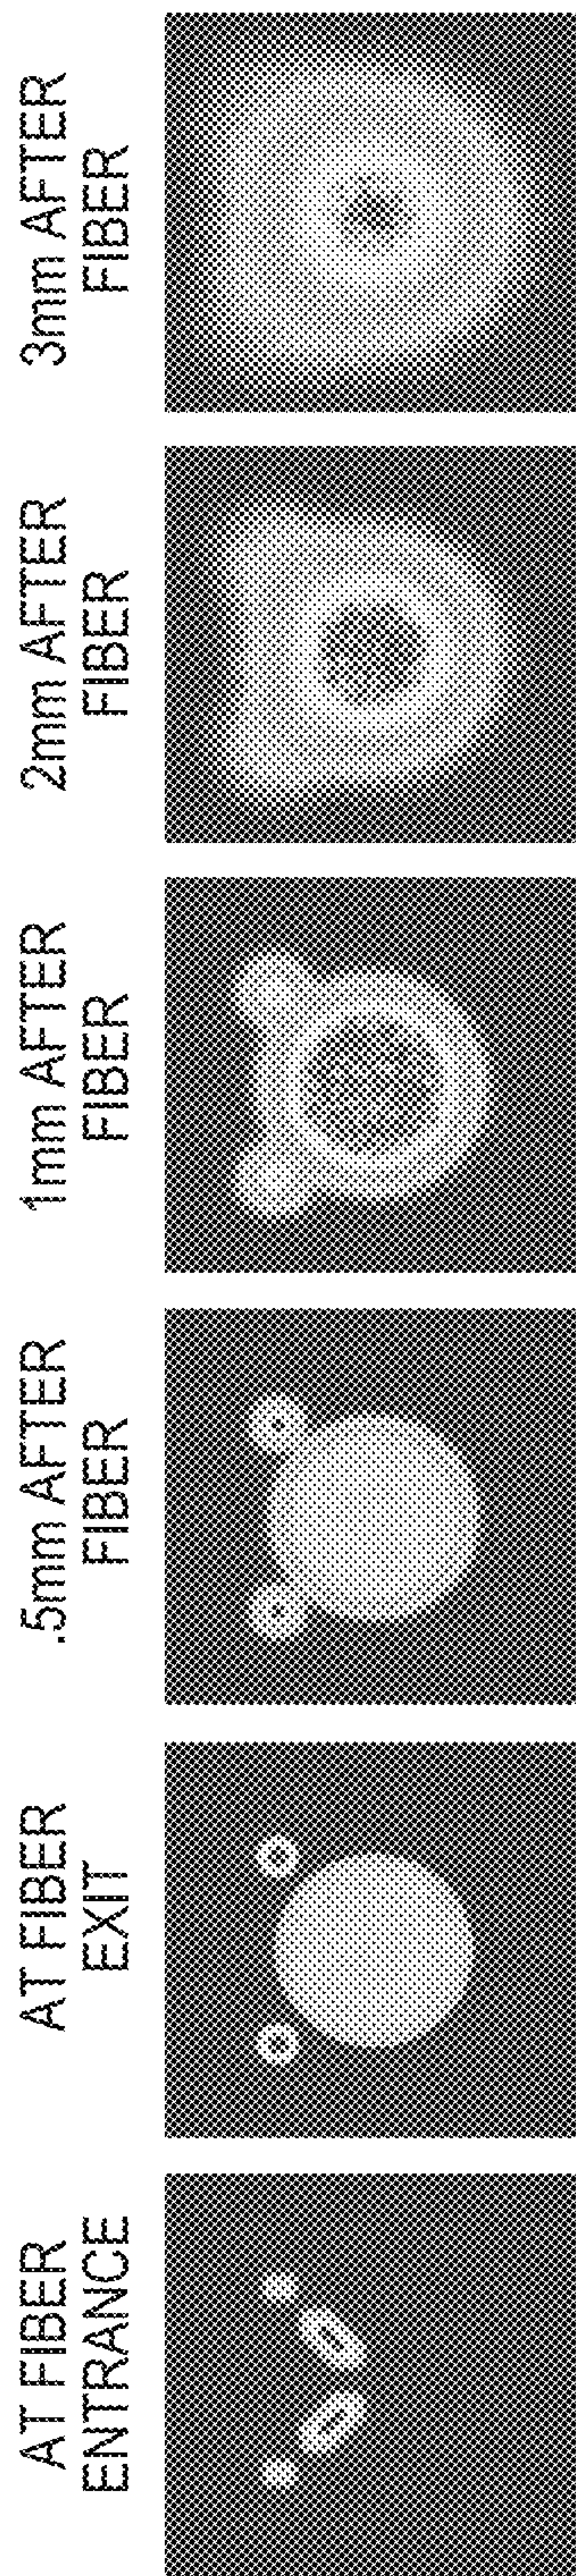 AT FIBER
ENTRANCE
AT FIBER
EXIT
.5mm AFTER
FIBER
1mm AFTER
FIBER
2mm AFTER
FIBER
3mm AFTER
FIBER